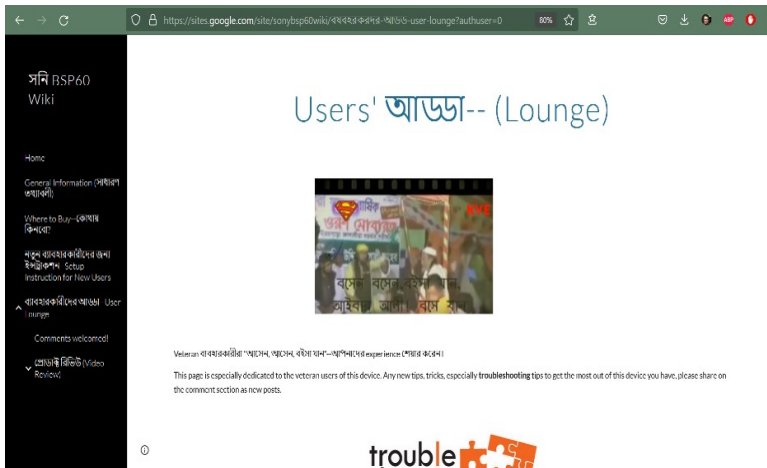 https://sites.google.com/site/sonybsp60wiki/ব্যবহারকারীদের-আড্ডা-user-lounge?authuser=0
80%
ABP
সনি BSP60
Wiki
Home
General Information (সাধারণ
তথ্যাবলী)
Where to Buy--কোথায়
কিনবো?
নতুন ব্যবহারকারীদের জন্য
ইন্সট্রাকশন Setup
Instruction for New Users
ব্যাবহারকারীদের আড্ডা User
Lounge
Comments welcomed!
প্রোডাক্ট রিভিউ (Video
Review)
Users' আড্ডা-- (Lounge)
বসেন বসেন, বইসা যান,
Veteran ব্যবহারকারীরা "আসেন, আসেন, বইসা যান"--আপনাদের experience শেয়ার করেন।
This page is especially dedicated to the veteran users of this device. Any new tips, tricks, especially troubleshooting tips to get the most out of this device you have, please share on
the comment section as new posts.
trouble